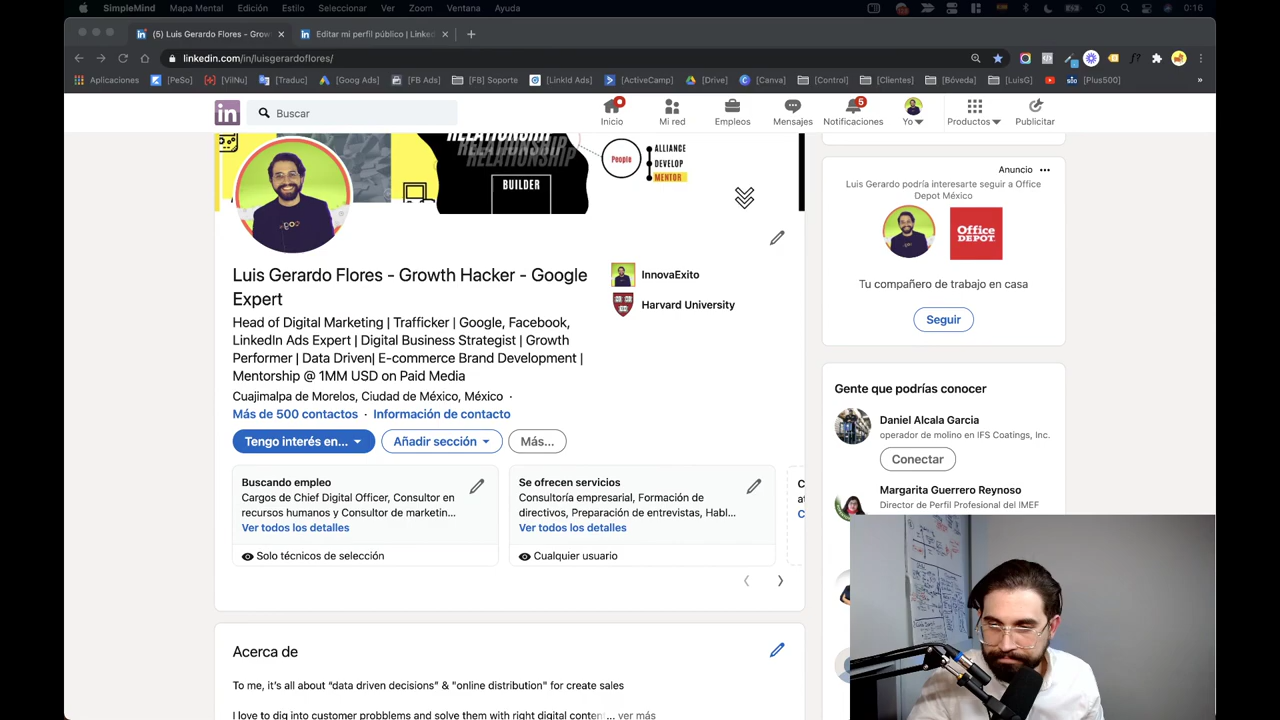 SimpleMind Mapa Mental Edición Estilo Seleccionar Ver Zoom Ventana Ayuda 0:16
(5) Luis Gerardo Flores - Grow Editar mi perfil público | Linked
linkedin.com/in/luisgerardoflores/
Aplicaciones [PeSo] [VilNu] [Traduc] [Goog Ads] [FB Ads] [FB] Soporte [LinkId Ads] [ActiveCamp] [Drive] [Canva] [Control] [Clientes] [Bóveda] [LuisG] [Plus500] »
in Buscar
Inicio Mi red Empleos Mensajes 5 Notificaciones Yo Productos Publicitar
RELATIONSHIP
RELATIONSHIP
BUILDER
People
ALLIANCE
DEVELOP
MENTOR
Luis Gerardo Flores - Growth Hacker - Google
Expert
InnovaExito
Harvard University
Head of Digital Marketing | Trafficker | Google, Facebook,
LinkedIn Ads Expert | Digital Business Strategist | Growth
Performer | Data Driven| E-commerce Brand Development |
Mentorship @ 1MM USD on Paid Media
Cuajimalpa de Morelos, Ciudad de México, México ·
Más de 500 contactos · Información de contacto
Tengo interés en... Añadir sección Más...
Buscando empleo
Cargos de Chief Digital Officer, Consultor en
recursos humanos y Consultor de marketin...
Ver todos los detalles
Solo técnicos de selección
Se ofrecen servicios
Consultoría empresarial, Formación de
directivos, Preparación de entrevistas, Habl...
Ver todos los detalles
Cualquier usuario
Acerca de
To me, it's all about "data driven decisions" & "online distribution" for create sales
I love to dig into customer probblems and solve them with right digital conten... ver más
Anuncio
Luis Gerardo podría interesarte seguir a Office
Depot México
Office
DEPOT
Tu compañero de trabajo en casa
Seguir
Gente que podrías conocer
Daniel Alcala Garcia
operador de molino en IFS Coatings, Inc.
Conectar
Margarita Guerrero Reynoso
Director de Perfil Profesional del IMEF